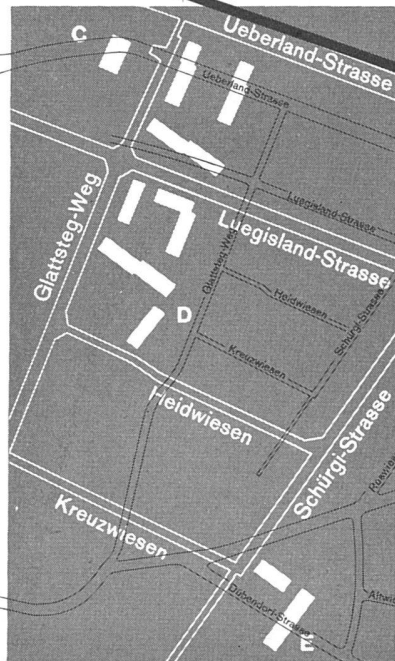 C
Ueberland-Strasse
Ueberland-Strasse
Glattsteg-Weg
Luegisland-Strasse
Luegisland-Strasse
Glattsteg-Weg
Heidwiesen
Schürgi-Strasse
D
Kreuzwiesen
Heidwiesen
Schürgi-Strasse
Kreuzwiesen
Dübendorf-Strasse
E